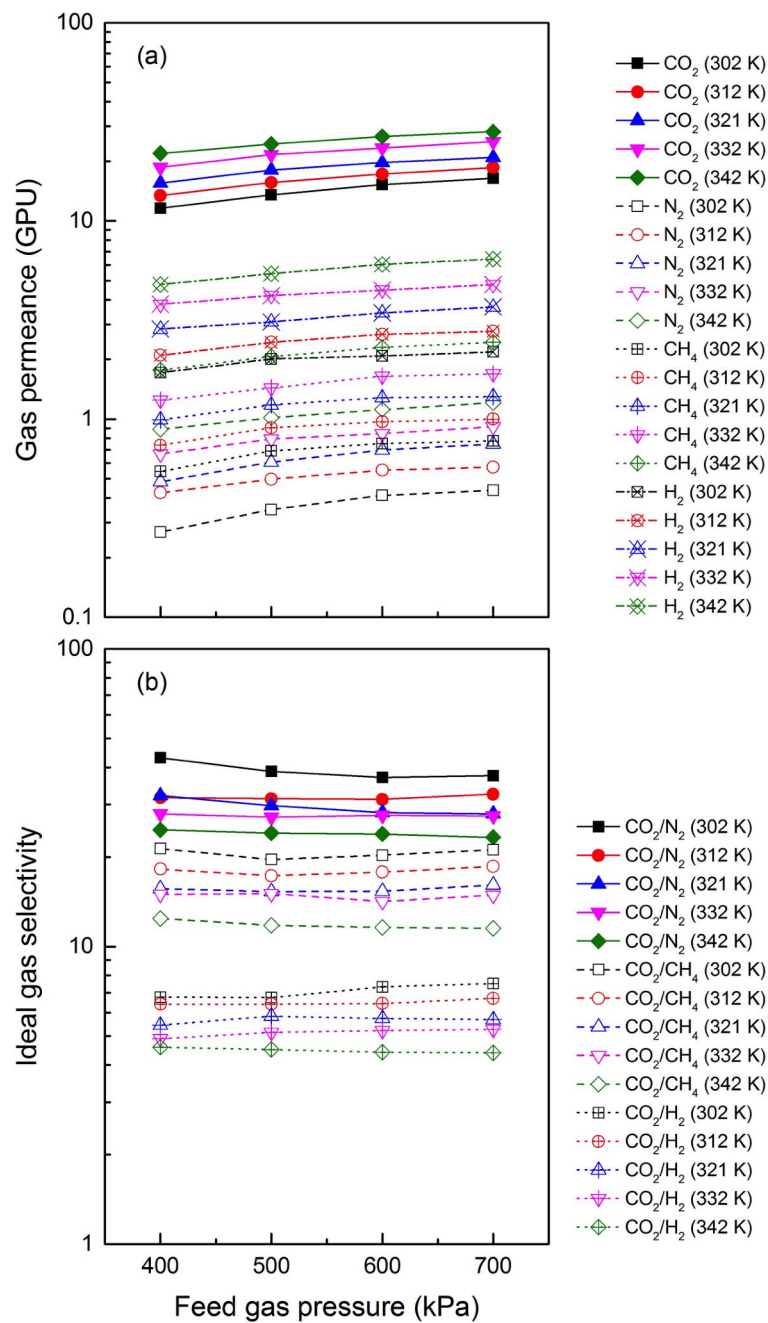 (a)
100
10
1
0.1
Gas permeance (GPU)
CO₂ (302 K)
CO₂ (312 K)
CO₂ (321 K)
CO₂ (332 K)
CO₂ (342 K)
N₂ (302 K)
N₂ (312 K)
N₂ (321 K)
N₂ (332 K)
N₂ (342 K)
CH₄ (302 K)
CH₄ (312 K)
CH₄ (321 K)
CH₄ (332 K)
CH₄ (342 K)
H₂ (302 K)
H₂ (312 K)
H₂ (321 K)
H₂ (332 K)
H₂ (342 K)
(b)
100
10
1
Ideal gas selectivity
400 500 600 700
Feed gas pressure (kPa)
CO₂/N₂ (302 K)
CO₂/N₂ (312 K)
CO₂/N₂ (321 K)
CO₂/N₂ (332 K)
CO₂/N₂ (342 K)
CO₂/CH₄ (302 K)
CO₂/CH₄ (312 K)
CO₂/CH₄ (321 K)
CO₂/CH₄ (332 K)
CO₂/CH₄ (342 K)
CO₂/H₂ (302 K)
CO₂/H₂ (312 K)
CO₂/H₂ (321 K)
CO₂/H₂ (332 K)
CO₂/H₂ (342 K)